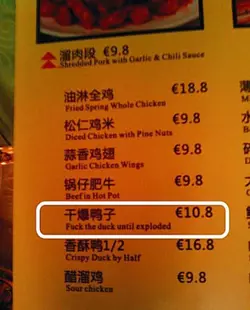 溜肉段 €9.8
Shredded Pork with Garlic & Chili Sauce
油淋全鸡 €18.8
Fried Spring Whole Chicken
松仁鸡米 €9.8
Diced Chicken with Pine Nuts
蒜香鸡翅 €9.8
Garlic Chicken Wings
锅仔肥牛 €9.8
Beef in Hot Pot
干爆鸭子 €10.8
Fuck the duck until exploded
香酥鸭1/2 €16.8
Crispy Duck by Half
醋溜鸡 €9.8
Sour chicken